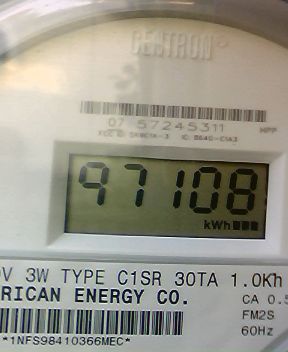 CENTRON
07 57245311
97108
kWh
V 3W TYPE C1SR 30TA 1.0Kh
RICAN ENERGY CO.
CA 0.5
FM2S
60Hz
*1NFS98410366MEC*